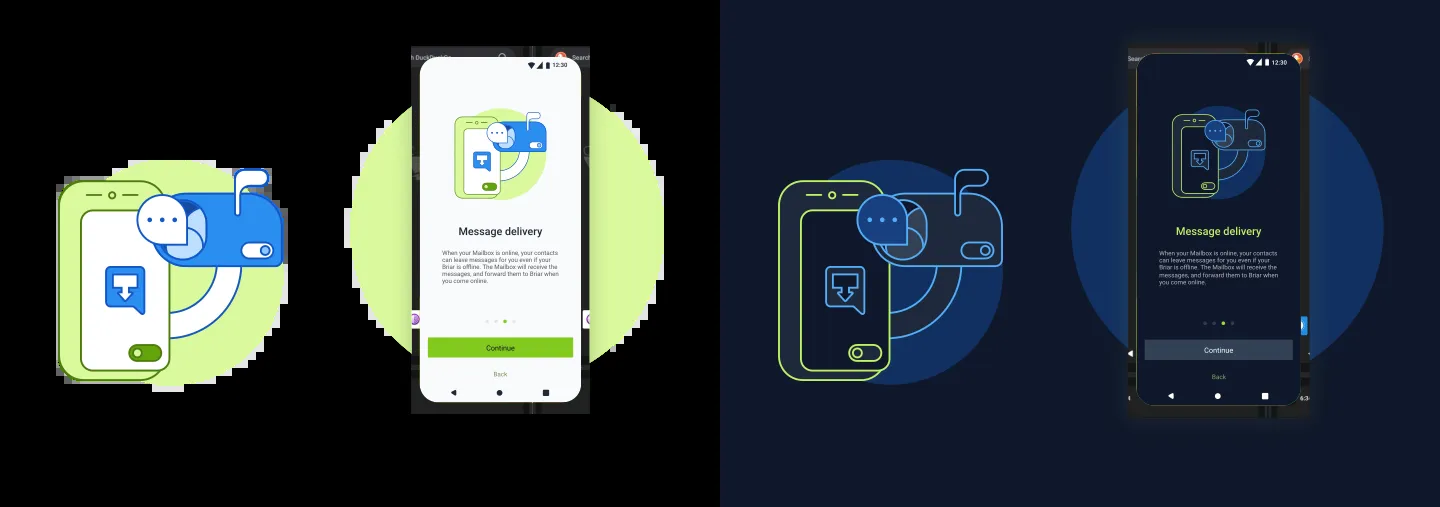 Search
12:30
Message delivery
When your Mailbox is online, your contacts
can leave messages for you even if your
Briar is offline. The Mailbox will receive the
messages, and forward them to Briar when
you come online.
Continue
Back
12:30
Message delivery
When your Mailbox is online, your contacts
can leave messages for you even if your
Briar is offline. The Mailbox will receive the
messages, and forward them to Briar when
you come online.
Continue
Back